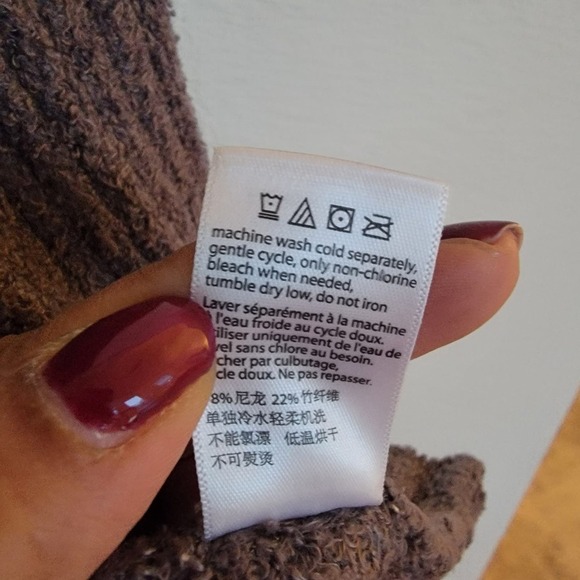 machine wash cold separately,
gentle cycle, only non-chlorine
bleach when needed,
tumble dry low, do not iron
Laver séparément à la machine
à l'eau froide au cycle doux.
tiliser uniquement de l'eau de
vel sans chlore au besoin.
cher par culbutage,
cle doux. Ne pas repasser.
8%尼龙 22%竹纤维
单独冷水轻柔机洗
不能氯漂 低温烘干
不可熨烫